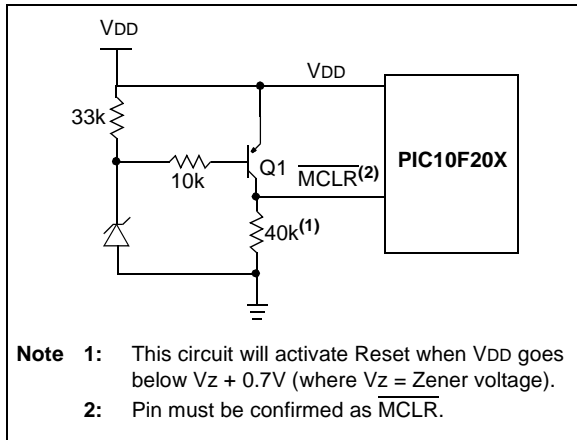 VDD
VDD
33k
PIC10F20X
Q1
MCLR(2)
10k
40k(1)
Note 1: This circuit will activate Reset when VDD goes
below Vz + 0.7V (where Vz = Zener voltage).
2: Pin must be confirmed as MCLR.